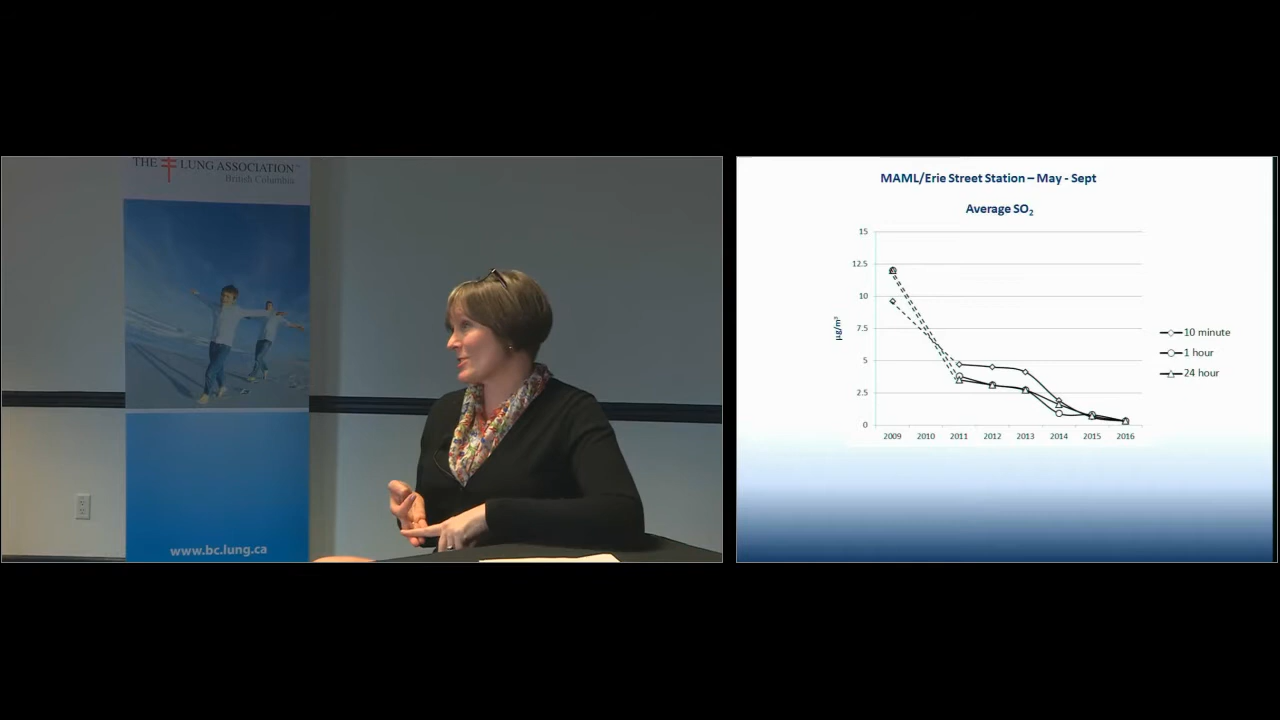 THE LUNG ASSOCIATION™
British Columbia
www.bc.lung.ca
MAML/Erie Street Station – May - Sept
Average SO₂
15
12.5
10
7.5
5
2.5
0
µg/m³
2009 2010 2011 2012 2013 2014 2015 2016
10 minute
1 hour
24 hour